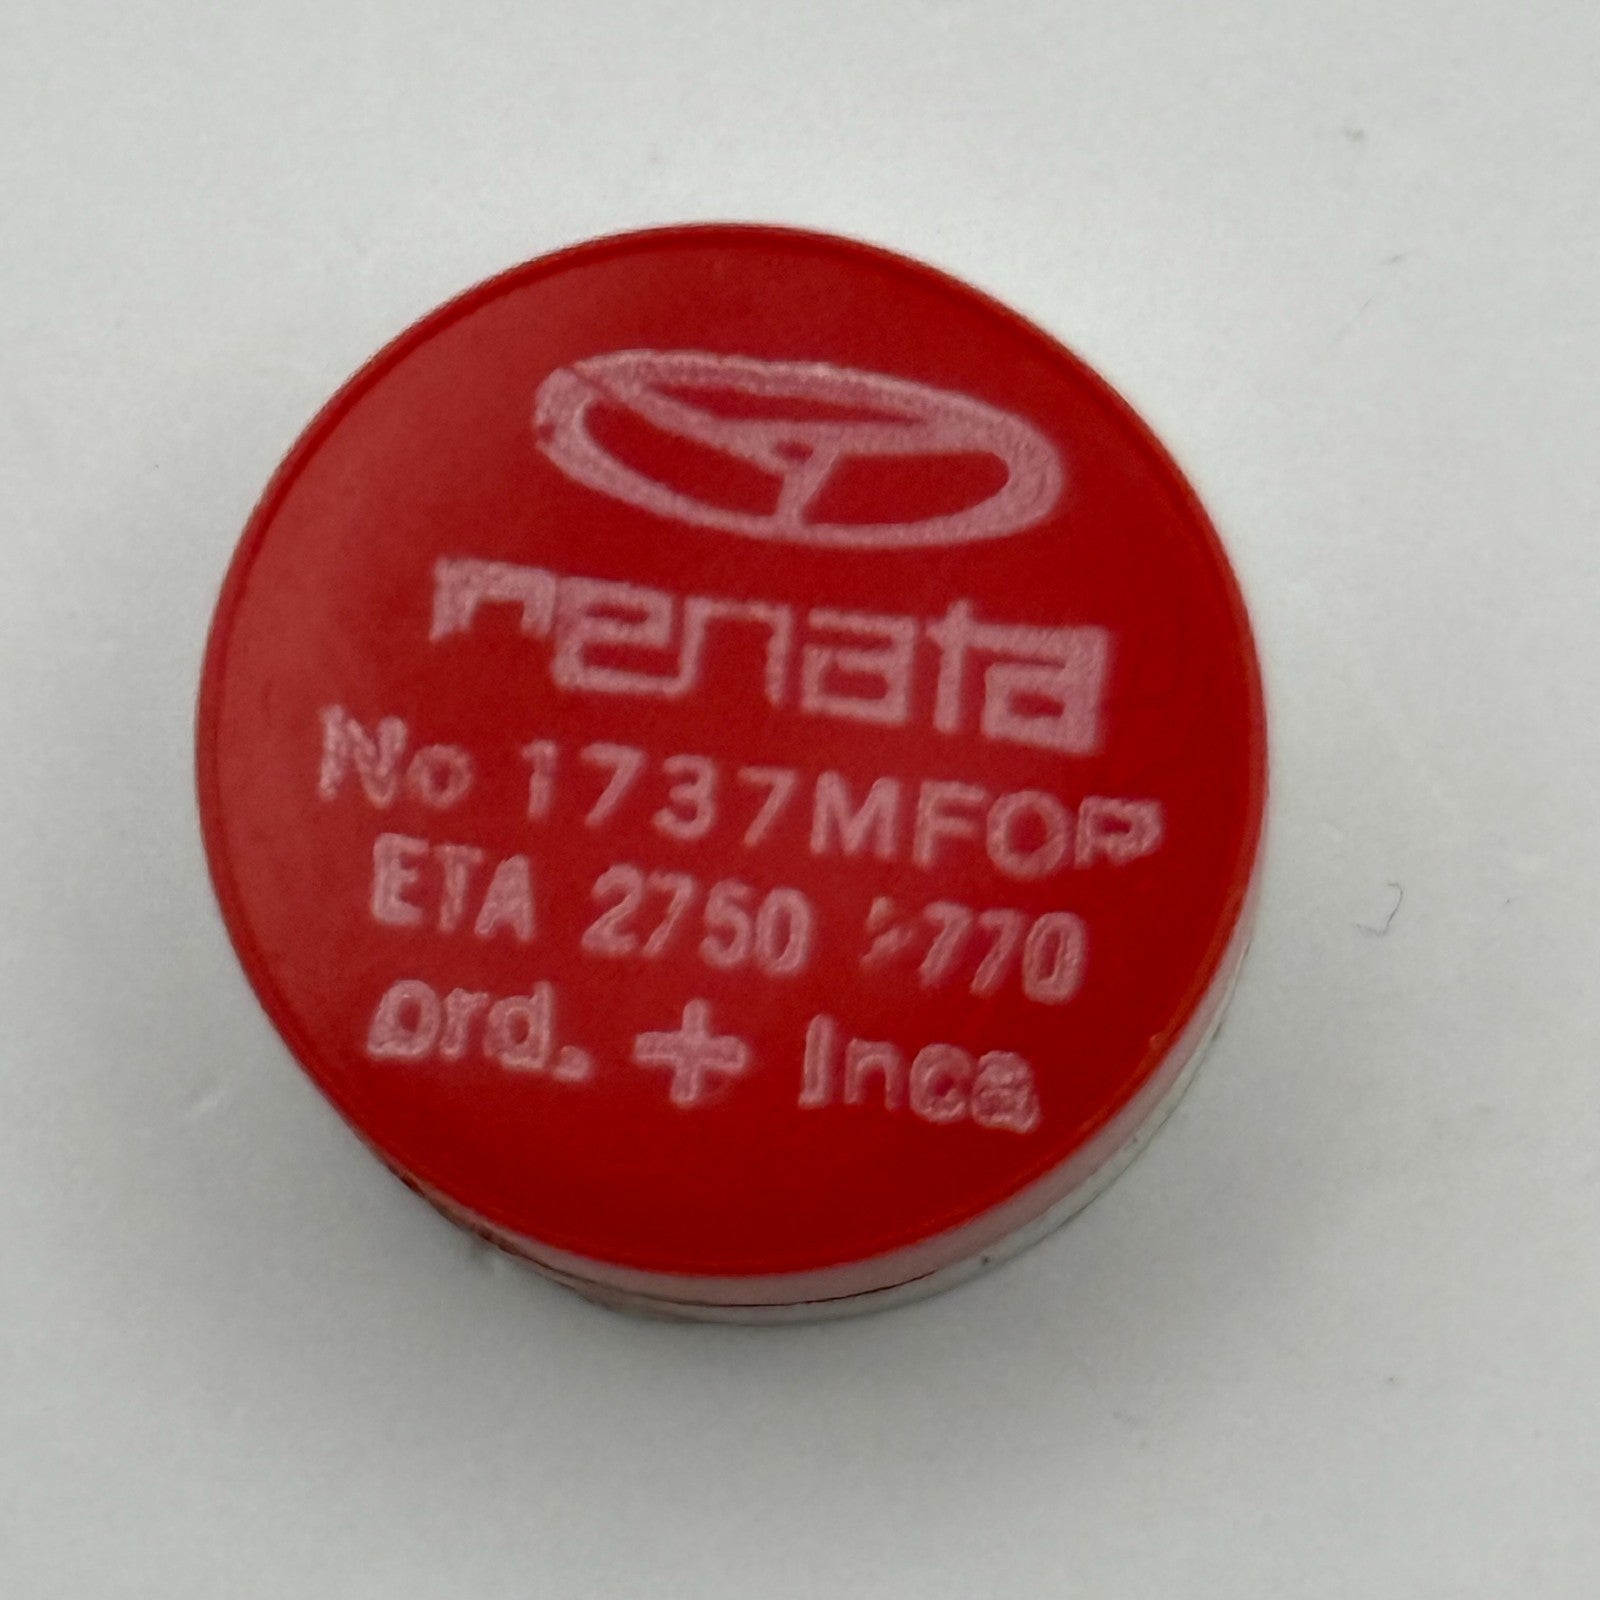 renata
No 1737MFOP
ETA 2750 2770
ord. + Inca